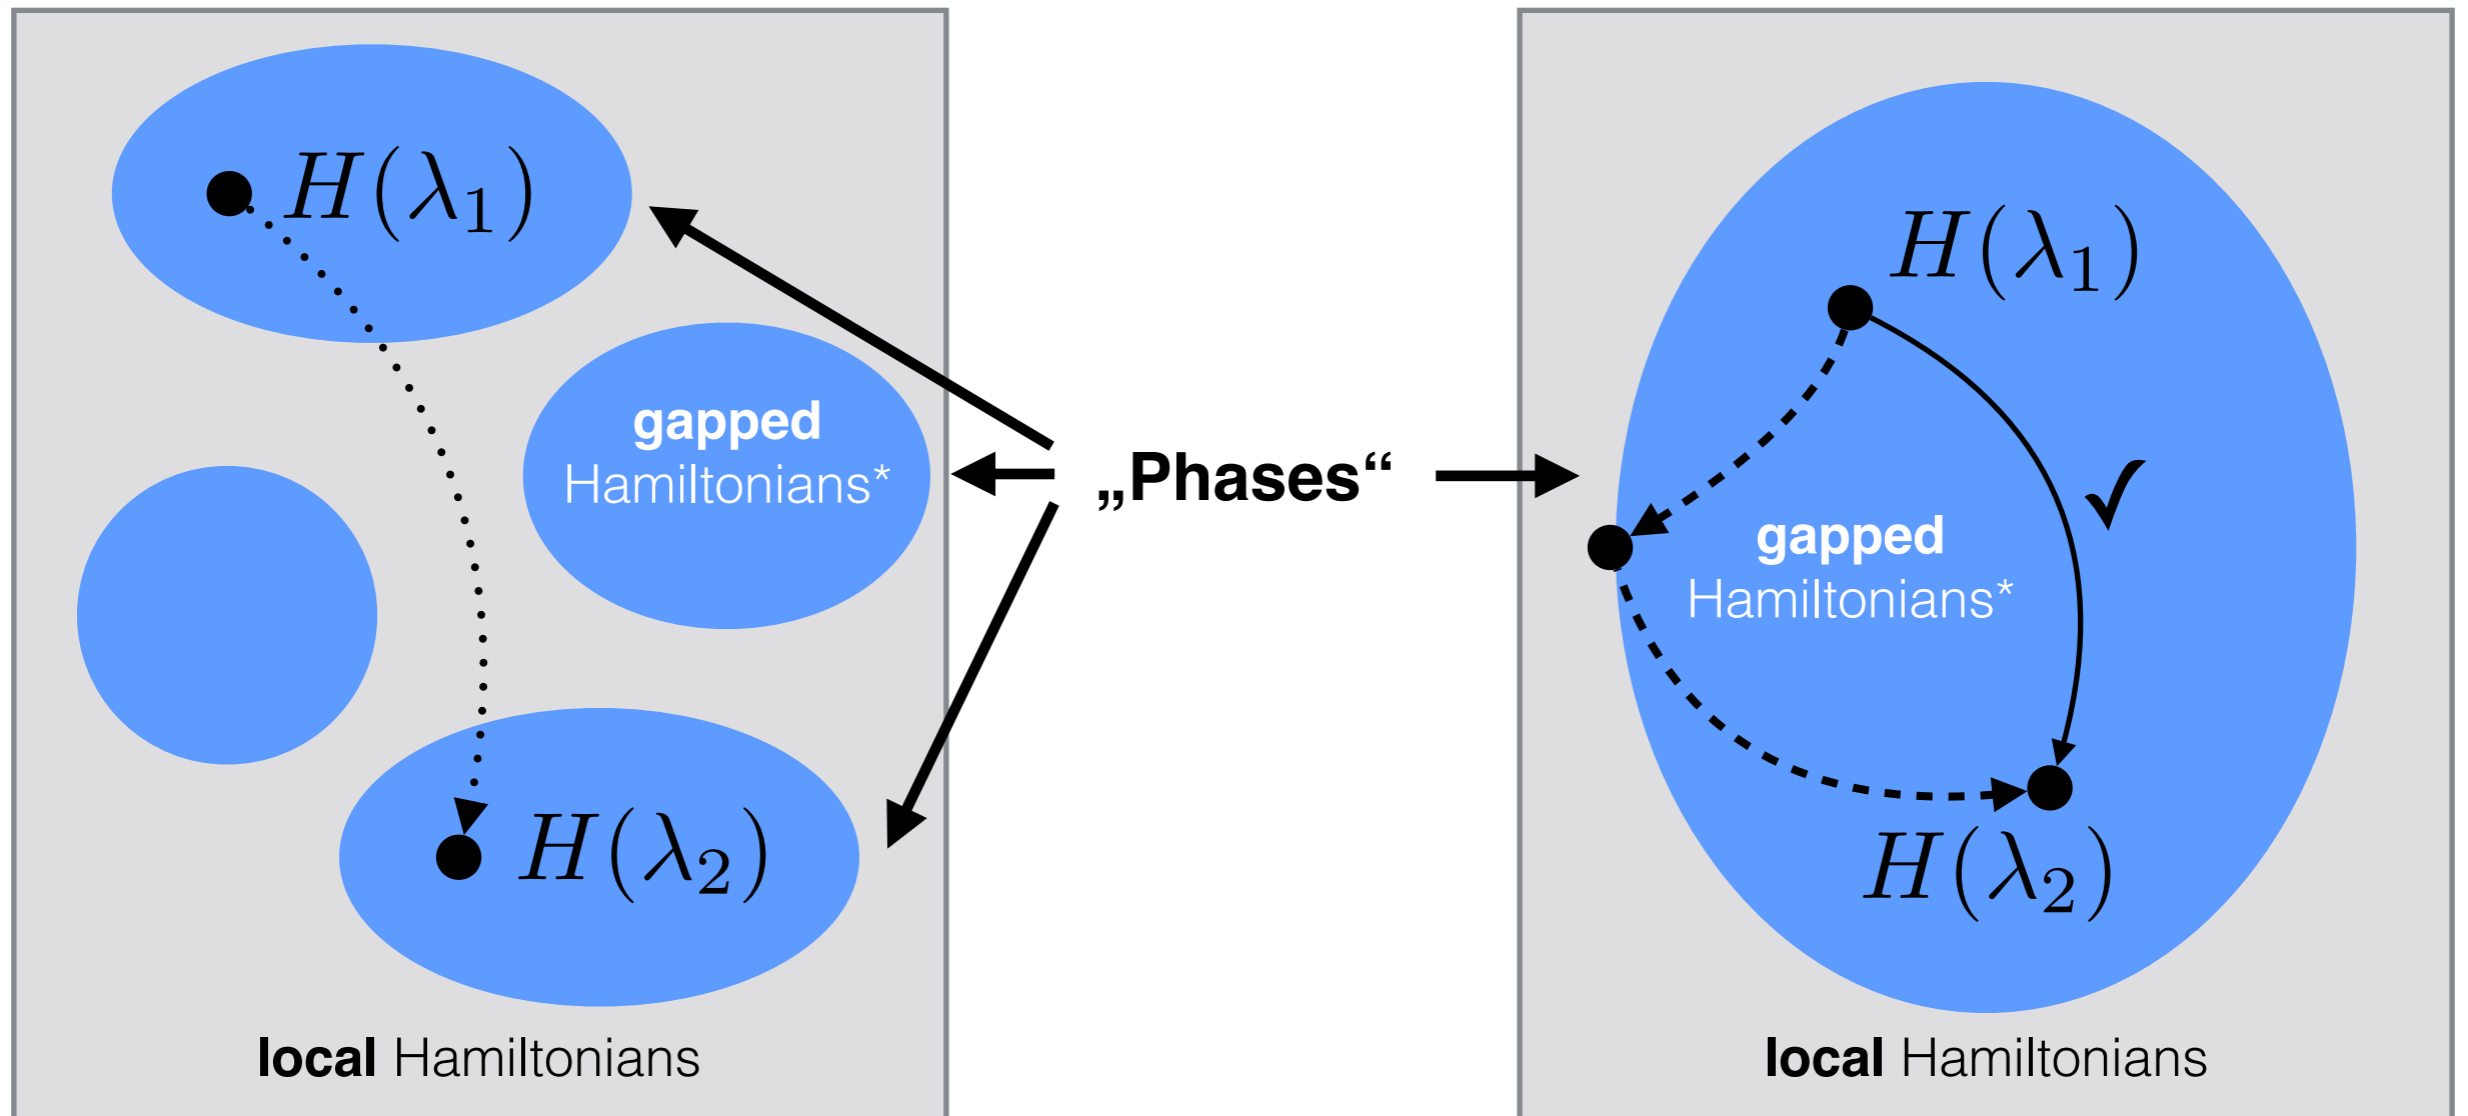 H(λ₁)
gapped
Hamiltonians*
H(λ₂)
local Hamiltonians
„Phases“
H(λ₁)
✓
gapped
Hamiltonians*
H(λ₂)
local Hamiltonians